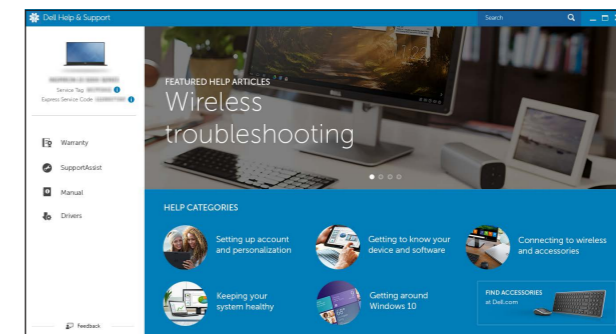 Dell Help & Support
Search
Service Tag:
Express Service Code:
Warranty
SupportAssist
Manual
Drivers
Feedback
FEATURED HELP ARTICLES
Wireless
troubleshooting
HELP CATEGORIES
Setting up account
and personalization
Getting to know your
device and software
Connecting to wireless
and accessories
Keeping your
system healthy
Getting around
Windows 10
FIND ACCESSORIES
at Dell.com